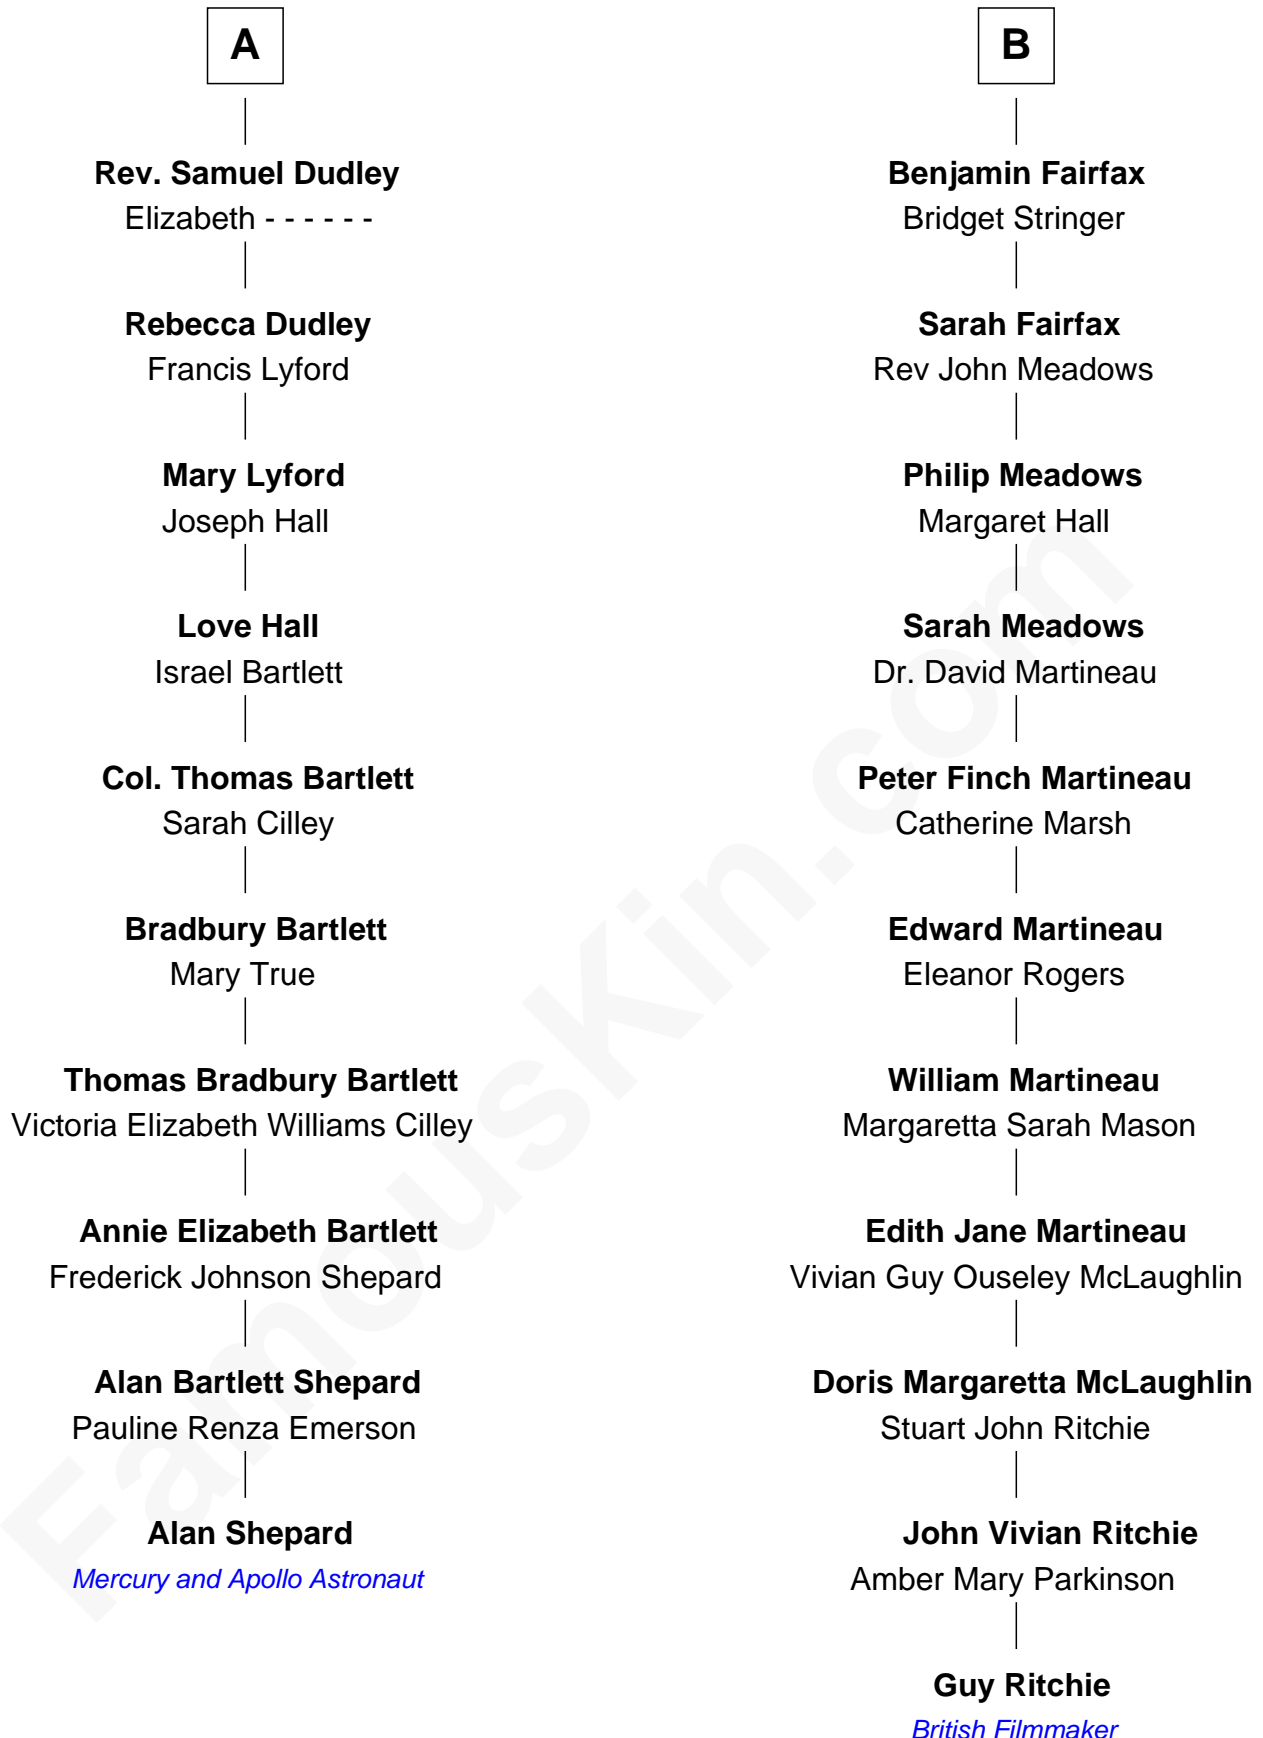 A
Rev. Samuel Dudley
Elizabeth - - - - - -
Rebecca Dudley
Francis Lyford
Mary Lyford
Joseph Hall
Love Hall
Israel Bartlett
Col. Thomas Bartlett
Sarah Cilley
Bradbury Bartlett
Mary True
Thomas Bradbury Bartlett
Victoria Elizabeth Williams Cilley
Annie Elizabeth Bartlett
Frederick Johnson Shepard
Alan Bartlett Shepard
Pauline Renza Emerson
Alan Shepard
Mercury and Apollo Astronaut
B
Benjamin Fairfax
Bridget Stringer
Sarah Fairfax
Rev John Meadows
Philip Meadows
Margaret Hall
Sarah Meadows
Dr. David Martineau
Peter Finch Martineau
Catherine Marsh
Edward Martineau
Eleanor Rogers
William Martineau
Margaretta Sarah Mason
Edith Jane Martineau
Vivian Guy Ouseley McLaughlin
Doris Margaretta McLaughlin
Stuart John Ritchie
John Vivian Ritchie
Amber Mary Parkinson
Guy Ritchie
British Filmmaker
FamousKin.com